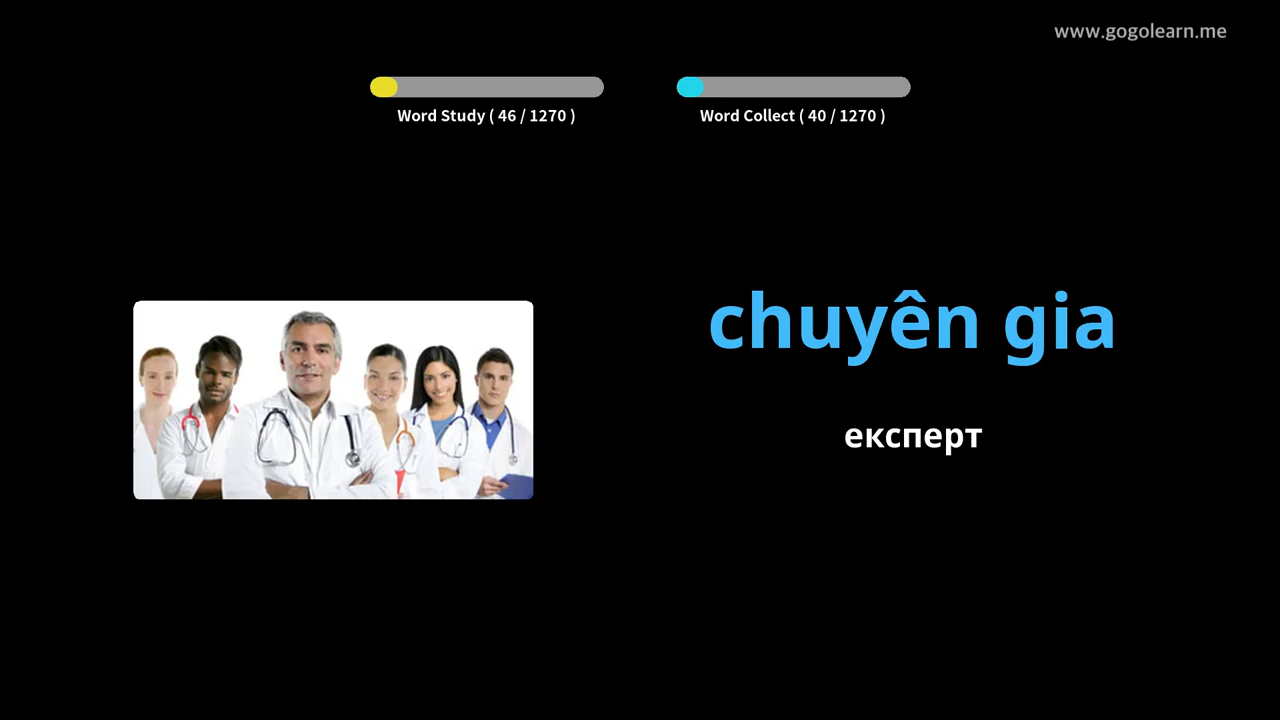 www.gogolearn.me
Word Study ( 46 / 1270 )
Word Collect ( 40 / 1270 )
chuyên gia
експерт